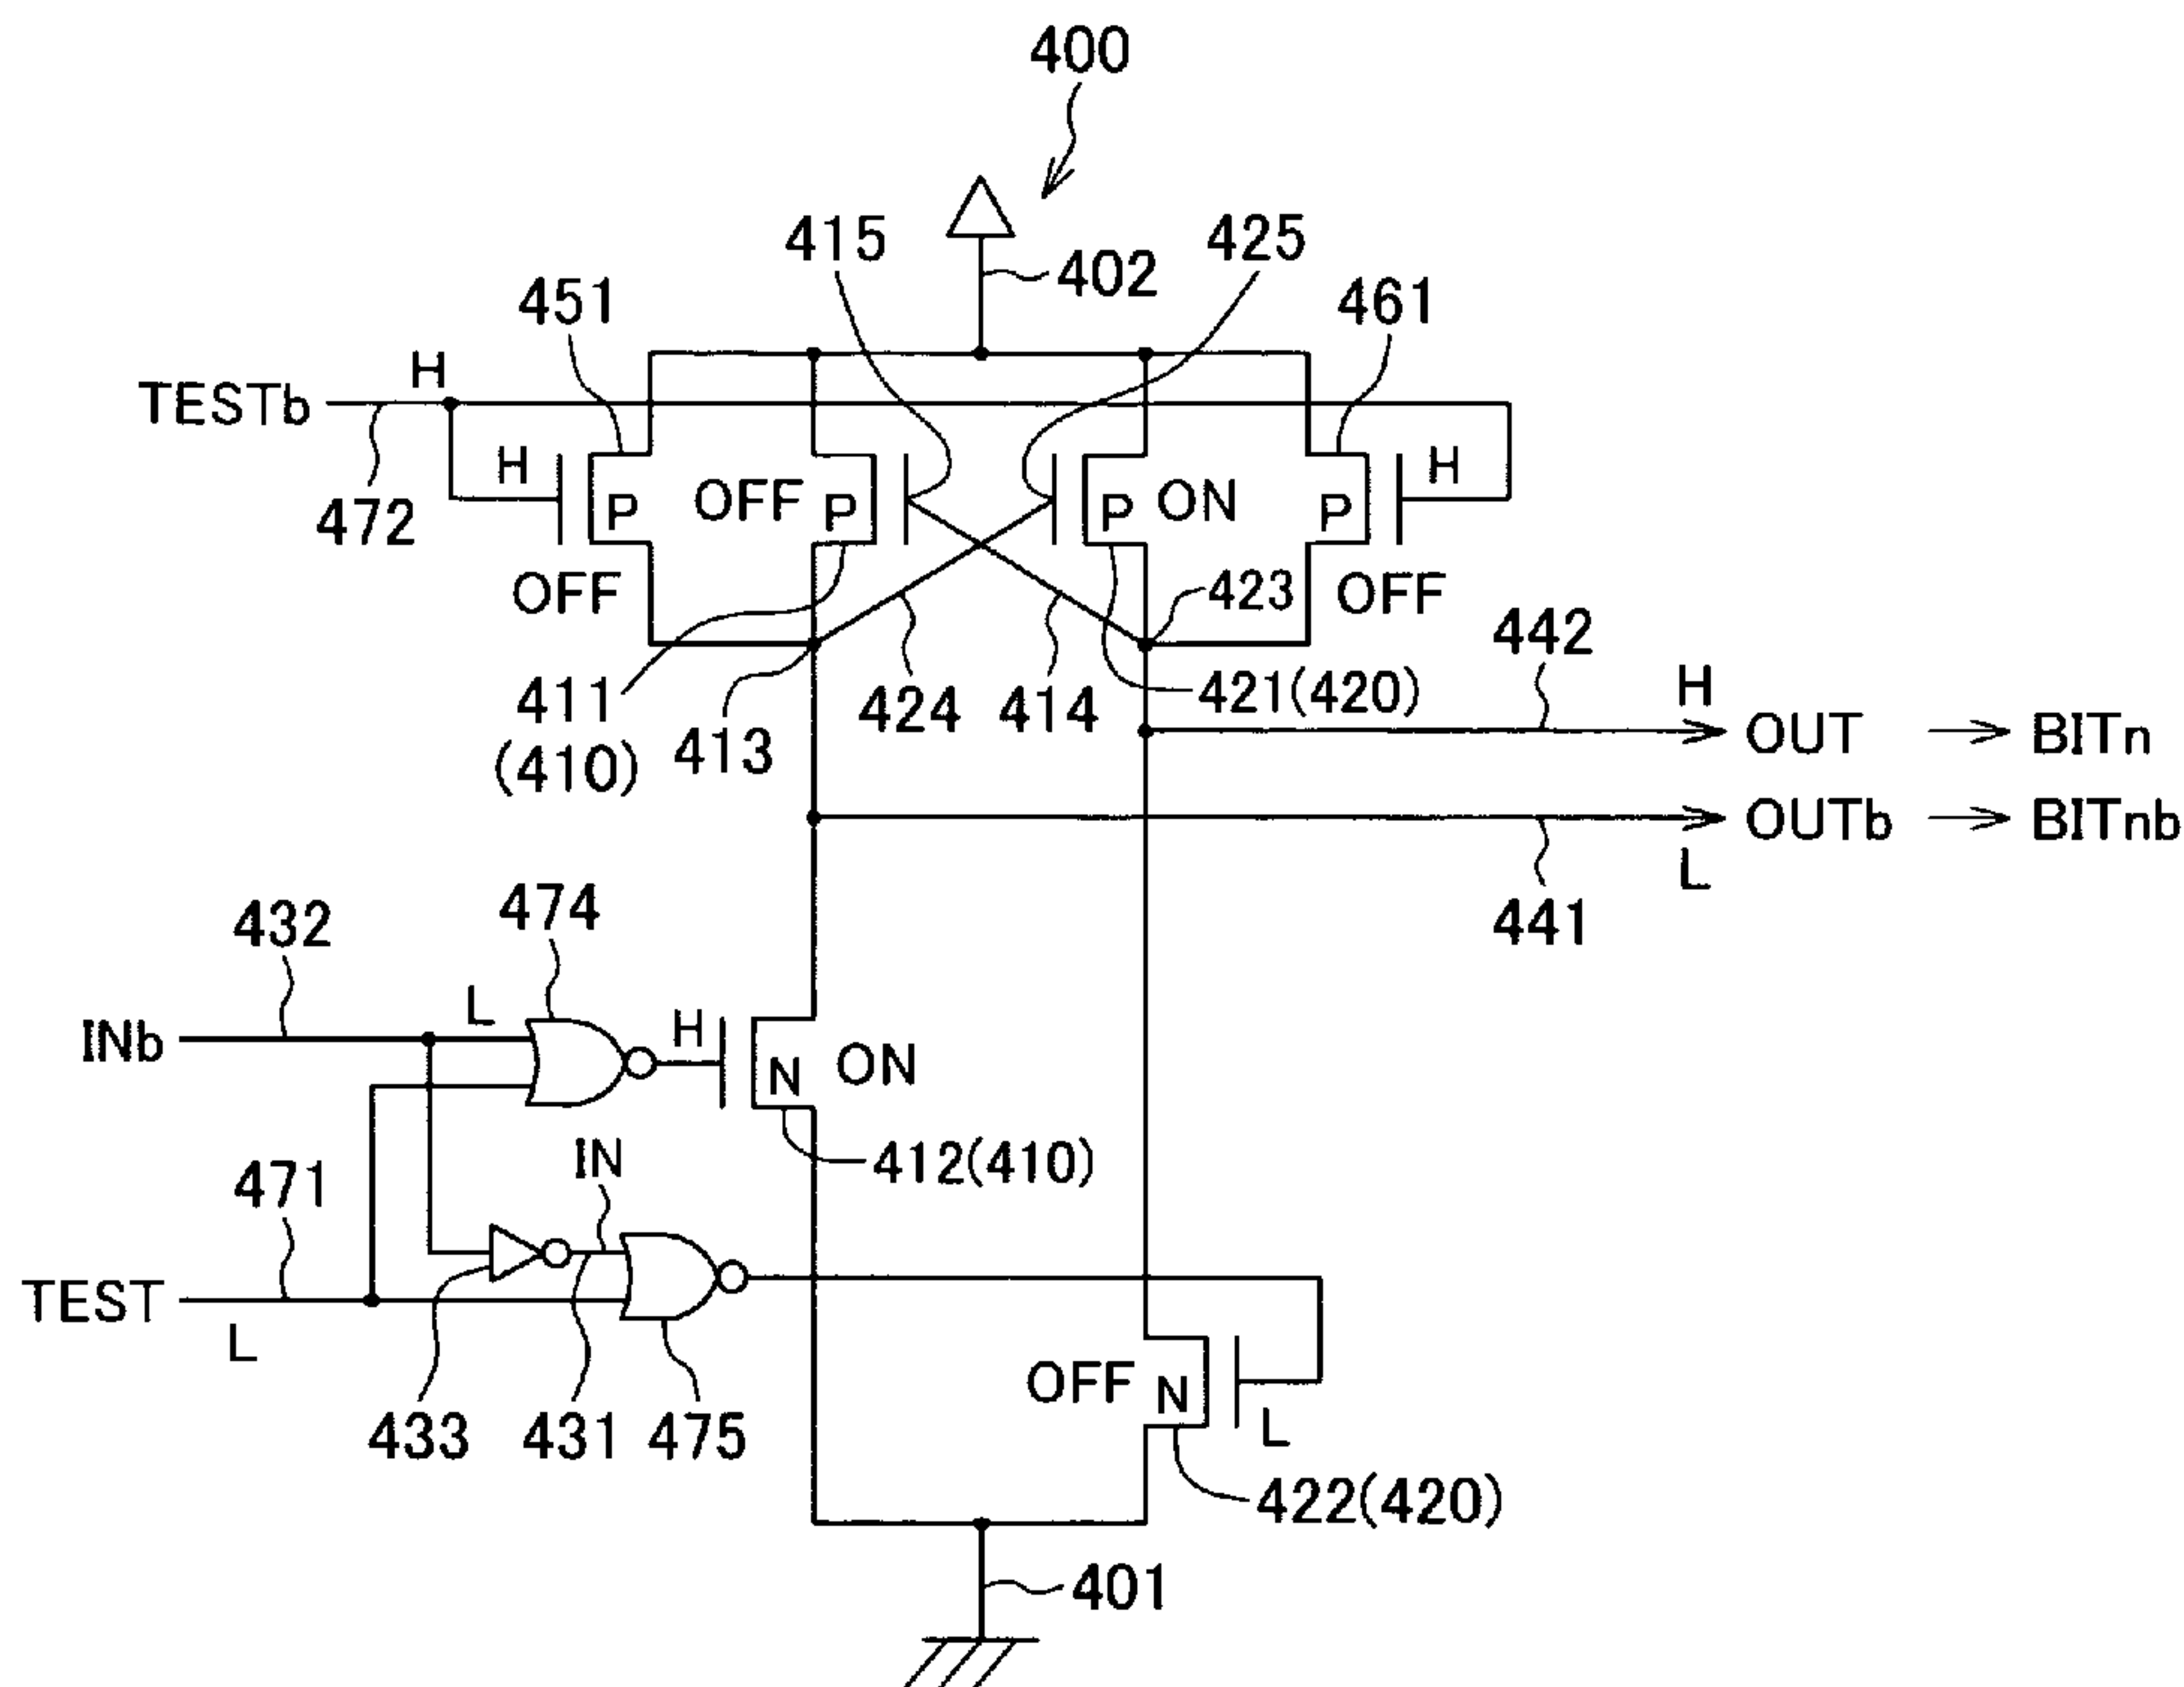 400
415
425
402
451
461
H
TESTb
H
OFF
P
P
P
ON
P
H
472
OFF
423
OFF
442
H
411
(410)
413
424
414
421(420)
OUT
BITn
OUTb
BITnb
L
441
432
474
L
H
INb
N
ON
IN
412(410)
471
TEST
L
OFF
N
L
433
431
475
422(420)
401